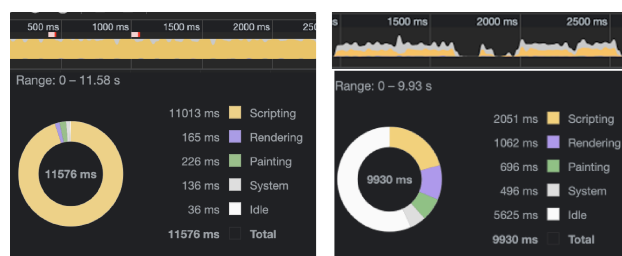 500 ms 1000 ms 1500 ms 2000 ms
Range: 0 – 11.58 s
11013 ms Scripting
165 ms Rendering
226 ms Painting
136 ms System
36 ms Idle
11576 ms Total
11576 ms
1500 ms 2000 ms 2500 ms
Range: 0 – 9.93 s
2051 ms Scripting
1062 ms Rendering
696 ms Painting
496 ms System
5625 ms Idle
9930 ms Total
9930 ms